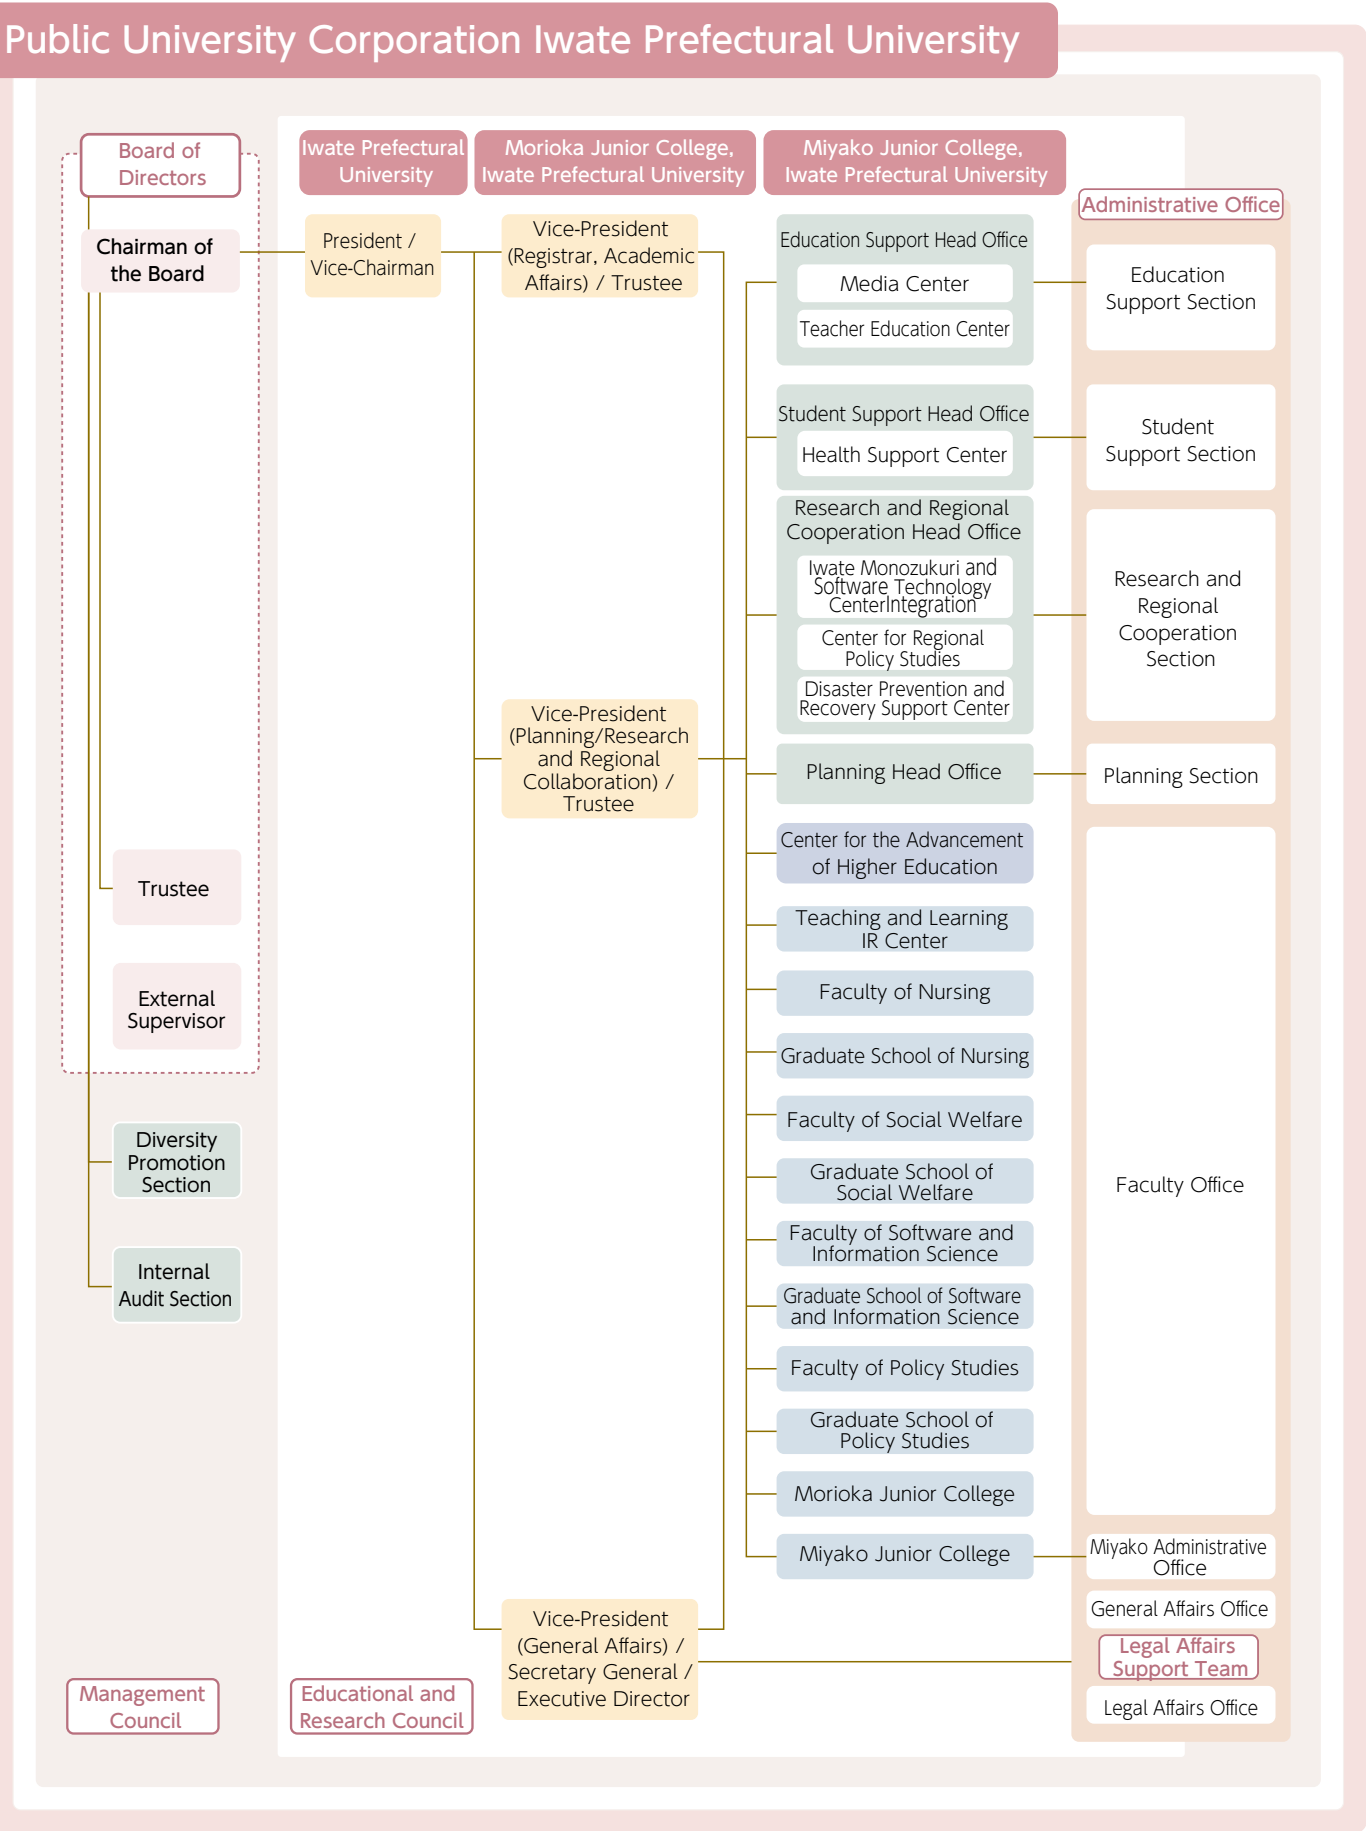 Public University Corporation Iwate Prefectural University
Board of
Directors
Chairman of
the Board
Trustee
External
Supervisor
Diversity
Promotion
Section
Internal
Audit Section
Management
Council
Iwate Prefectural
University
President /
Vice-Chairman
Educational and
Research Council
Morioka Junior College,
Iwate Prefectural University
Vice-President
(Registrar, Academic
Affairs) / Trustee
Vice-President
(Planning/Research
and Regional
Collaboration) /
Trustee
Vice-President
(General Affairs) /
Secretary General /
Executive Director
Miyako Junior College,
Iwate Prefectural University
Education Support Head Office
Media Center
Teacher Education Center
Student Support Head Office
Health Support Center
Research and Regional
Cooperation Head Office
Iwate Monozukuri and
Software Technology
CenterIntegration
Center for Regional
Policy Studies
Disaster Prevention and
Recovery Support Center
Planning Head Office
Center for the Advancement
of Higher Education
Teaching and Learning
IR Center
Faculty of Nursing
Graduate School of Nursing
Faculty of Social Welfare
Graduate School of
Social Welfare
Faculty of Software and
Information Science
Graduate School of Software
and Information Science
Faculty of Policy Studies
Graduate School of
Policy Studies
Morioka Junior College
Miyako Junior College
Administrative Office
Education
Support Section
Student
Support Section
Research and
Regional
Cooperation
Section
Planning Section
Faculty Office
Miyako Administrative
Office
General Affairs Office
Legal Affairs
Support Team
Legal Affairs Office